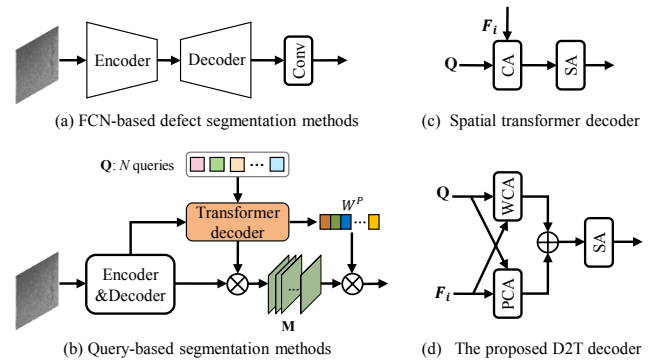 Encoder
Decoder
Conv
(a) FCN-based defect segmentation methods
F_i
Q
CA
SA
(c) Spatial transformer decoder
Q: N queries
...
Transformer
decoder
W^P
...
Encoder
&Decoder
...
M
(b) Query-based segmentation methods
Q
WCA
SA
F_i
PCA
(d) The proposed D2T decoder